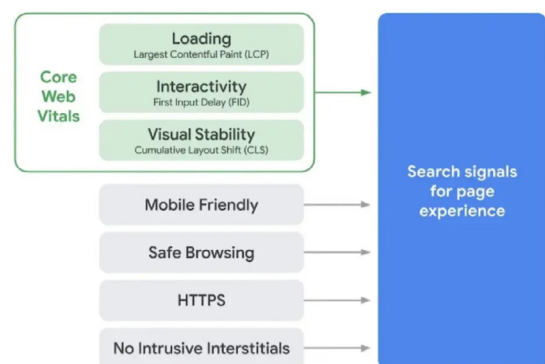 Core
Web
Vitals
Loading
Largest Contentful Paint (LCP)
Interactivity
First Input Delay (FID)
Visual Stability
Cumulative Layout Shift (CLS)
Mobile Friendly
Safe Browsing
HTTPS
No Intrusive Interstitials
Search signals
for page
experience